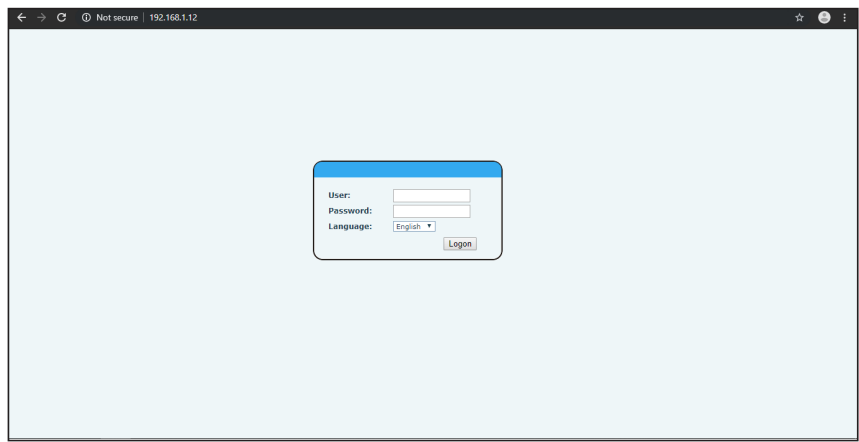 Not secure | 192.168.1.12
User:
Password:
Language: English
Logon